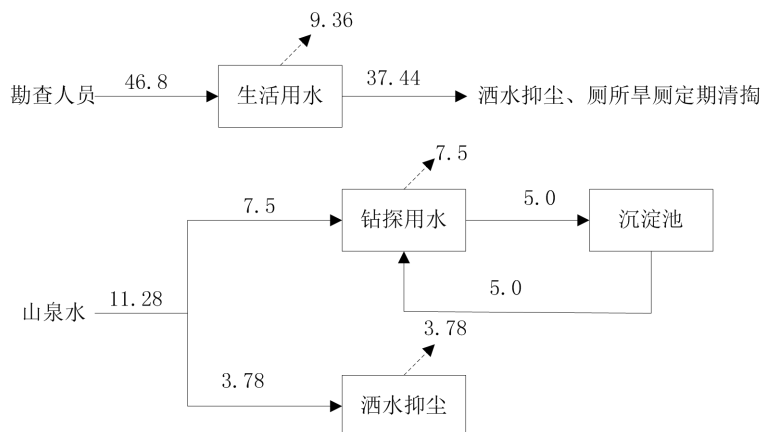 9.36
勘查人员
46.8
生活用水
37.44
洒水抑尘、厕所旱厕定期清掏
7.5
7.5
钻探用水
5.0
沉淀池
山泉水
11.28
5.0
3.78
3.78
洒水抑尘